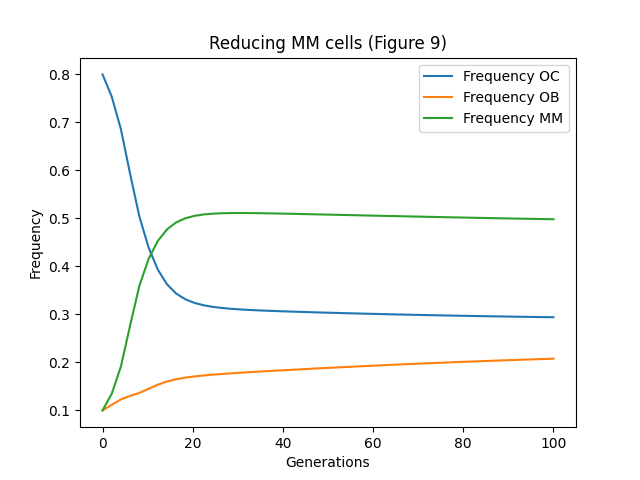 Reducing MM cells (Figure 9)
Frequency OC
Frequency OB
Frequency MM
Frequency
0.8
0.7
0.6
0.5
0.4
0.3
0.2
0.1
0 20 40 60 80 100
Generations